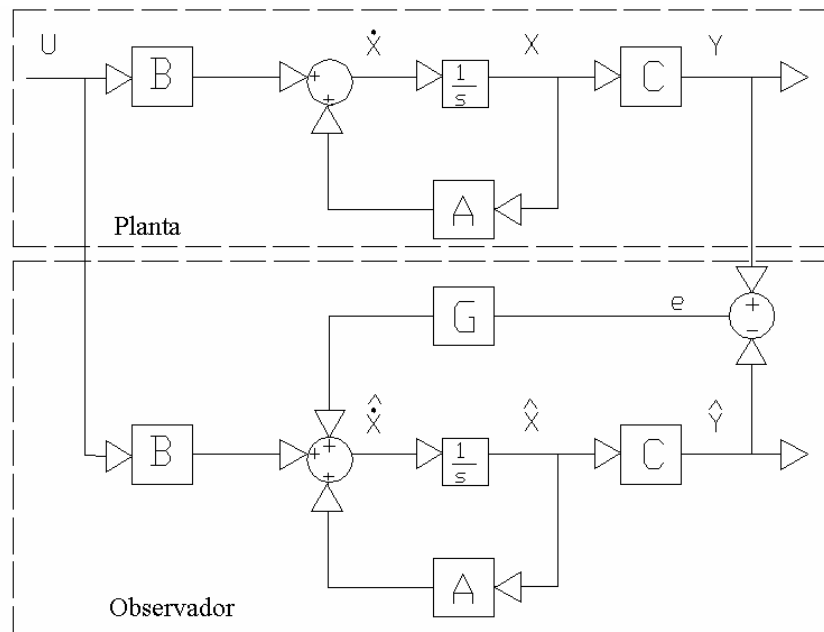 U
Ẋ
X
Y
B
+
+
1/s
C
A
Planta
+
−
e
G
X̂̇
X̂
Ŷ
B
+
+
+
1/s
C
A
Observador